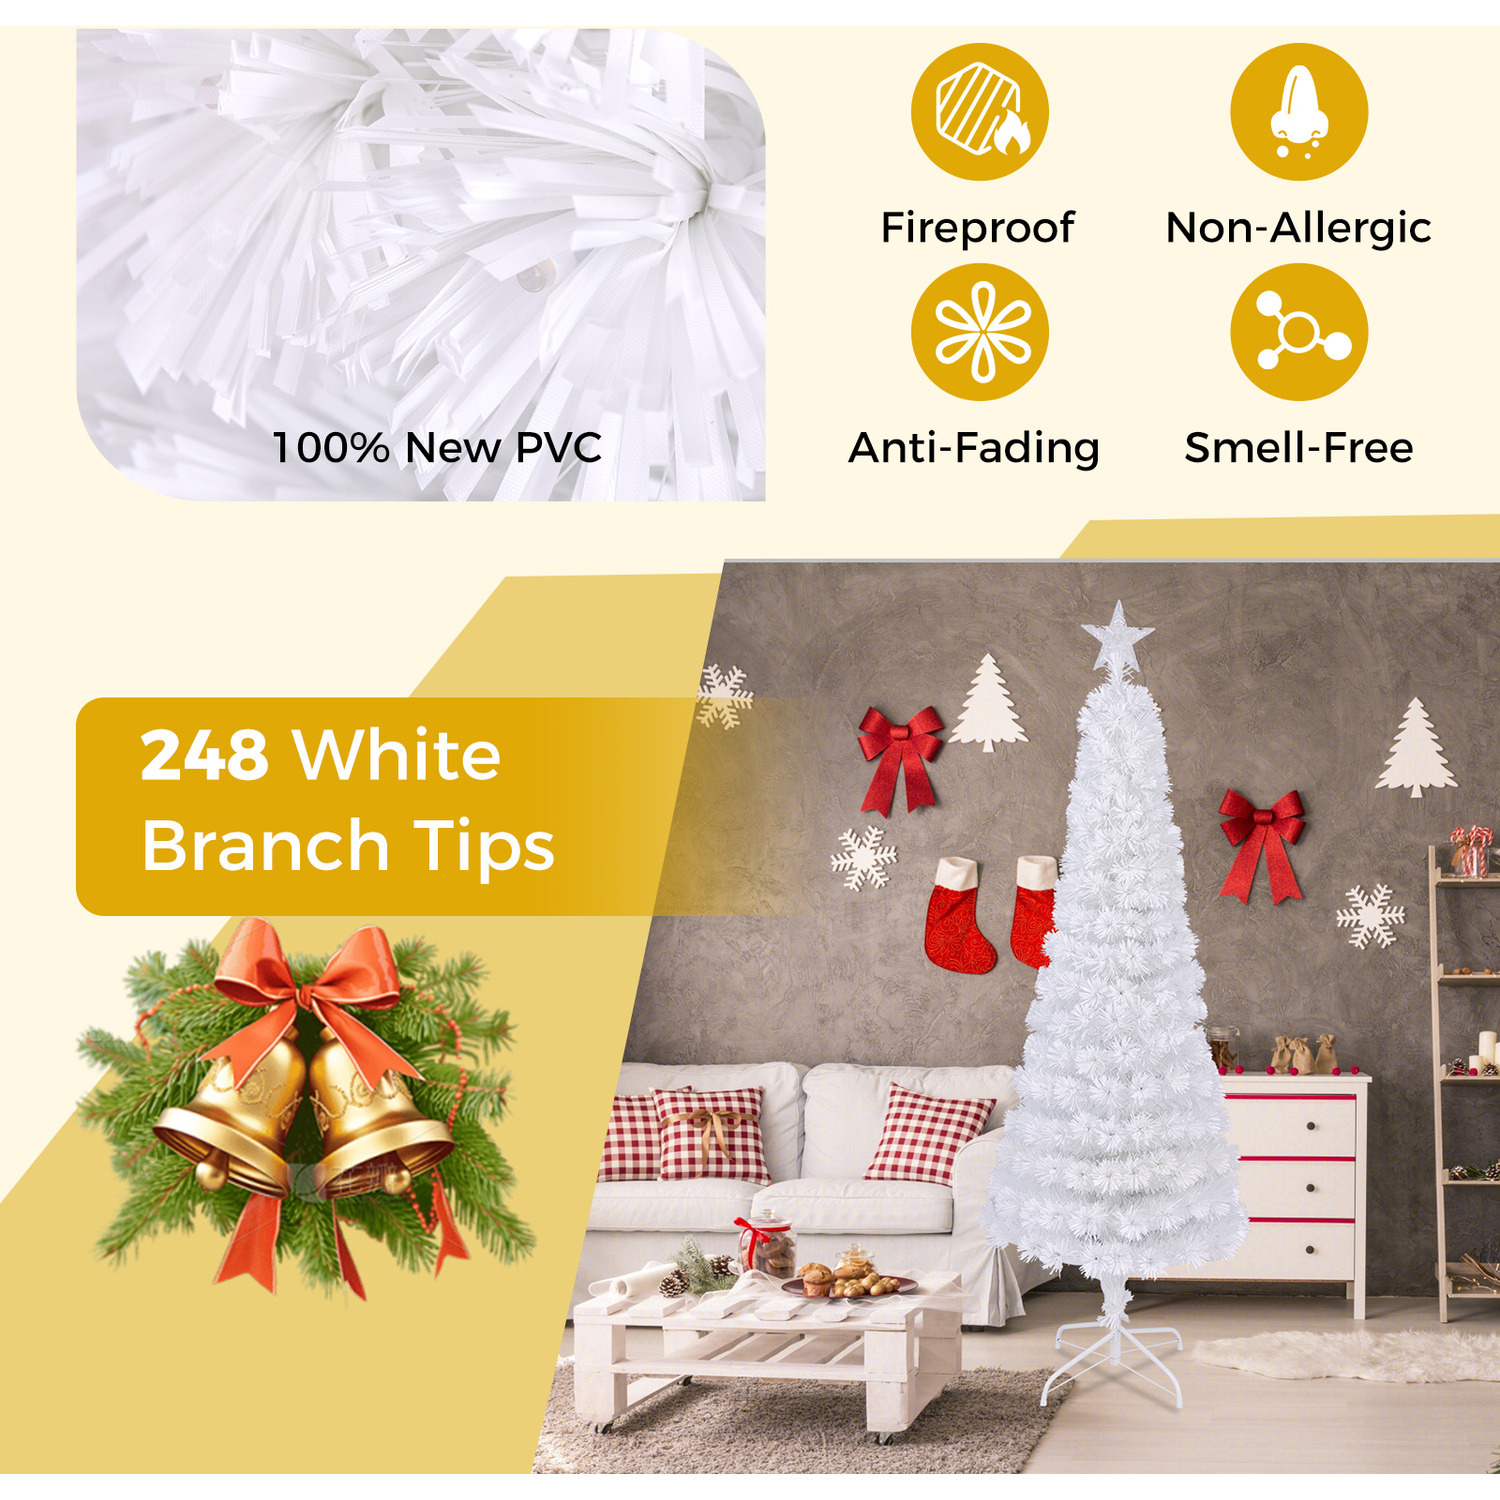 100% New PVC
Fireproof
Non-Allergic
Anti-Fading
Smell-Free
248 White
Branch Tips